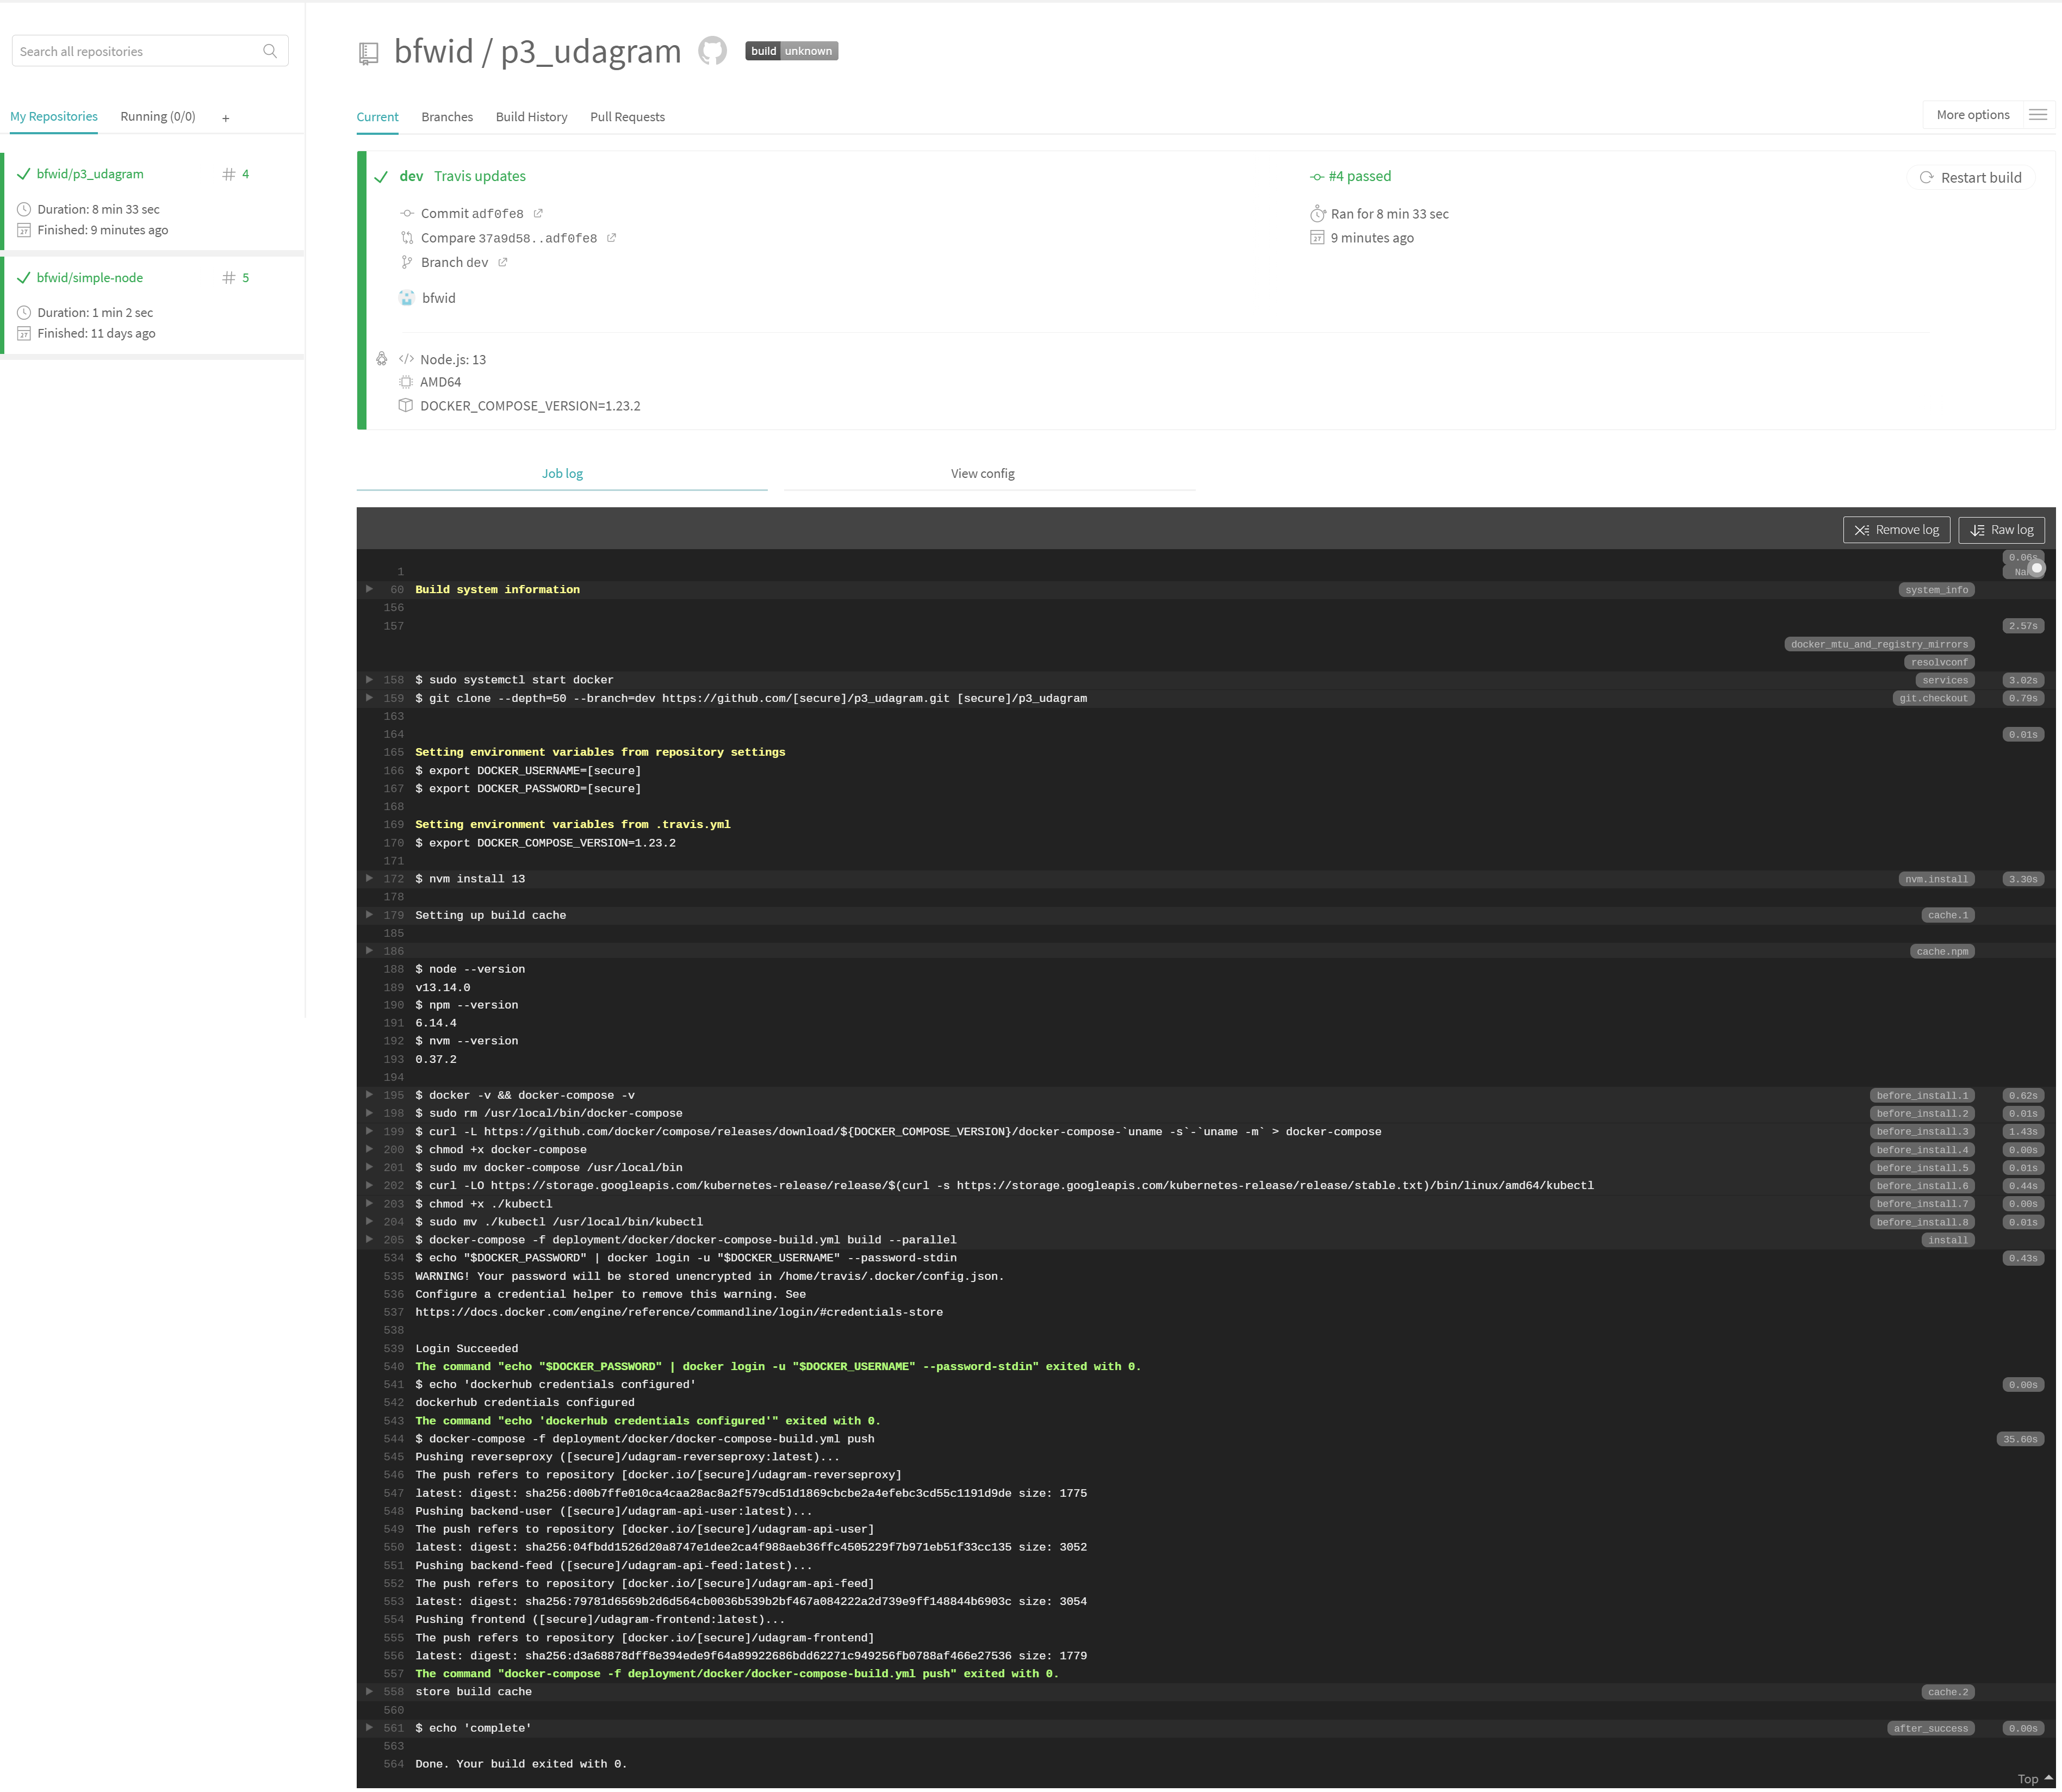 Search all repositories
My Repositories Running (0/0) +
bfwid/p3_udagram # 4
Duration: 8 min 33 sec
Finished: 9 minutes ago
bfwid/simple-node # 5
Duration: 1 min 2 sec
Finished: 11 days ago
bfwid / p3_udagram build unknown
Current Branches Build History Pull Requests More options
dev Travis updates
Commit adf0fe8
Compare 37a9d58..adf0fe8
Branch dev
bfwid
#4 passed
Ran for 8 min 33 sec
9 minutes ago
Restart build
Node.js: 13
AMD64
DOCKER_COMPOSE_VERSION=1.23.2
Job log View config
Remove log Raw log
0.06s
1
60 Build system information system_info
156
157 2.57s
docker_mtu_and_registry_mirrors
resolvconf
158 $ sudo systemctl start docker services 3.02s
159 $ git clone --depth=50 --branch=dev https://github.com/[secure]/p3_udagram.git [secure]/p3_udagram git.checkout 0.79s
163
164 0.01s
165 Setting environment variables from repository settings
166 $ export DOCKER_USERNAME=[secure]
167 $ export DOCKER_PASSWORD=[secure]
168
169 Setting environment variables from .travis.yml
170 $ export DOCKER_COMPOSE_VERSION=1.23.2
171
172 $ nvm install 13 nvm.install 3.30s
178
179 Setting up build cache cache.1
185
186 cache.npm
188 $ node --version
189 v13.14.0
190 $ npm --version
191 6.14.4
192 $ nvm --version
193 0.37.2
194
195 $ docker -v && docker-compose -v before_install.1 0.62s
198 $ sudo rm /usr/local/bin/docker-compose before_install.2 0.01s
199 $ curl -L https://github.com/docker/compose/releases/download/${DOCKER_COMPOSE_VERSION}/docker-compose-`uname -s`-`uname -m` > docker-compose before_install.3 1.43s
200 $ chmod +x docker-compose before_install.4 0.00s
201 $ sudo mv docker-compose /usr/local/bin before_install.5 0.01s
202 $ curl -LO https://storage.googleapis.com/kubernetes-release/release/$(curl -s https://storage.googleapis.com/kubernetes-release/release/stable.txt)/bin/linux/amd64/kubectl before_install.6 0.44s
203 $ chmod +x ./kubectl before_install.7 0.00s
204 $ sudo mv ./kubectl /usr/local/bin/kubectl before_install.8 0.01s
205 $ docker-compose -f deployment/docker/docker-compose-build.yml build --parallel install
534 $ echo "$DOCKER_PASSWORD" | docker login -u "$DOCKER_USERNAME" --password-stdin 0.43s
535 WARNING! Your password will be stored unencrypted in /home/travis/.docker/config.json.
536 Configure a credential helper to remove this warning. See
537 https://docs.docker.com/engine/reference/commandline/login/#credentials-store
538
539 Login Succeeded
540 The command "echo "$DOCKER_PASSWORD" | docker login -u "$DOCKER_USERNAME" --password-stdin" exited with 0.
541 $ echo 'dockerhub credentials configured' 0.00s
542 dockerhub credentials configured
543 The command "echo 'dockerhub credentials configured'" exited with 0.
544 $ docker-compose -f deployment/docker/docker-compose-build.yml push 35.60s
545 Pushing reverseproxy ([secure]/udagram-reverseproxy:latest)...
546 The push refers to repository [docker.io/[secure]/udagram-reverseproxy]
547 latest: digest: sha256:d00b7ffe010ca4caa28ac8a2f579cd51d1869cbcbe2a4efebc3cd55c1191d9de size: 1775
548 Pushing backend-user ([secure]/udagram-api-user:latest)...
549 The push refers to repository [docker.io/[secure]/udagram-api-user]
550 latest: digest: sha256:04fbdd1526d20a8747e1dee2ca4f988aeb36ffc4505229f7b971eb51f33cc135 size: 3052
551 Pushing backend-feed ([secure]/udagram-api-feed:latest)...
552 The push refers to repository [docker.io/[secure]/udagram-api-feed]
553 latest: digest: sha256:79781d6569b2d6d564cb0036b539b2bf467a084222a2d739e9ff148844b6903c size: 3054
554 Pushing frontend ([secure]/udagram-frontend:latest)...
555 The push refers to repository [docker.io/[secure]/udagram-frontend]
556 latest: digest: sha256:d3a68878dff8e394ede9f64a89922686bdd62271c949256fb0788af466e27536 size: 1779
557 The command "docker-compose -f deployment/docker/docker-compose-build.yml push" exited with 0.
558 store build cache cache.2
560
561 $ echo 'complete' after_success 0.00s
563
564 Done. Your build exited with 0.
Top